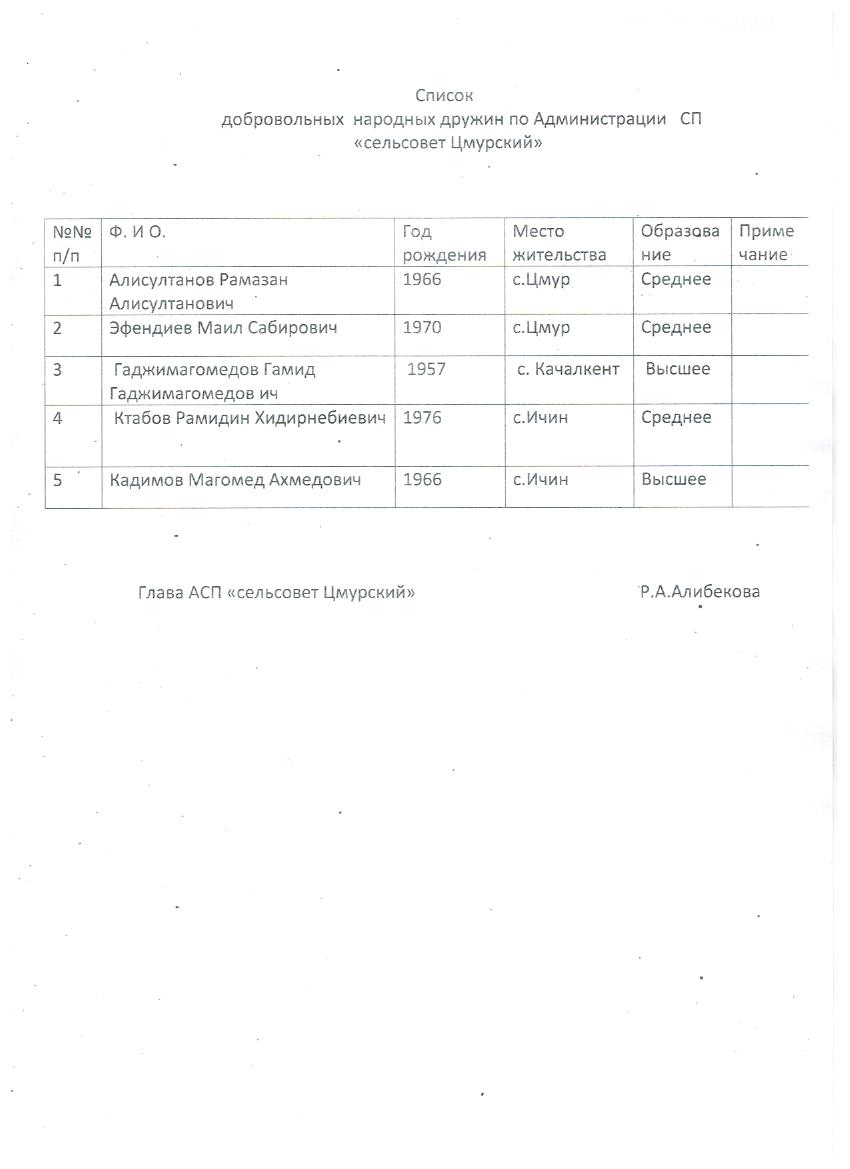 Список
добровольных народных дружин по Администрации СП
«сельсовет Цмурский»
№№ Ф. И О. Год Место Образова Приме
п/п рождения жительства ние чание
1 Алисултанов Рамазан 1966 с.Цмур Среднее
Алисултанович
2 Эфендиев Маил Сабирович 1970 с.Цмур Среднее
3 Гаджимагомедов Гамид 1957 с. Качалкент Высшее
Гаджимагомедов ич
4 Ктабов Рамидин Хидирнебиевич 1976 с.Ичин Среднее
5 Кадимов Магомед Ахмедович 1966 с.Ичин Высшее
Глава АСП «сельсовет Цмурский» Р.А.Алибекова